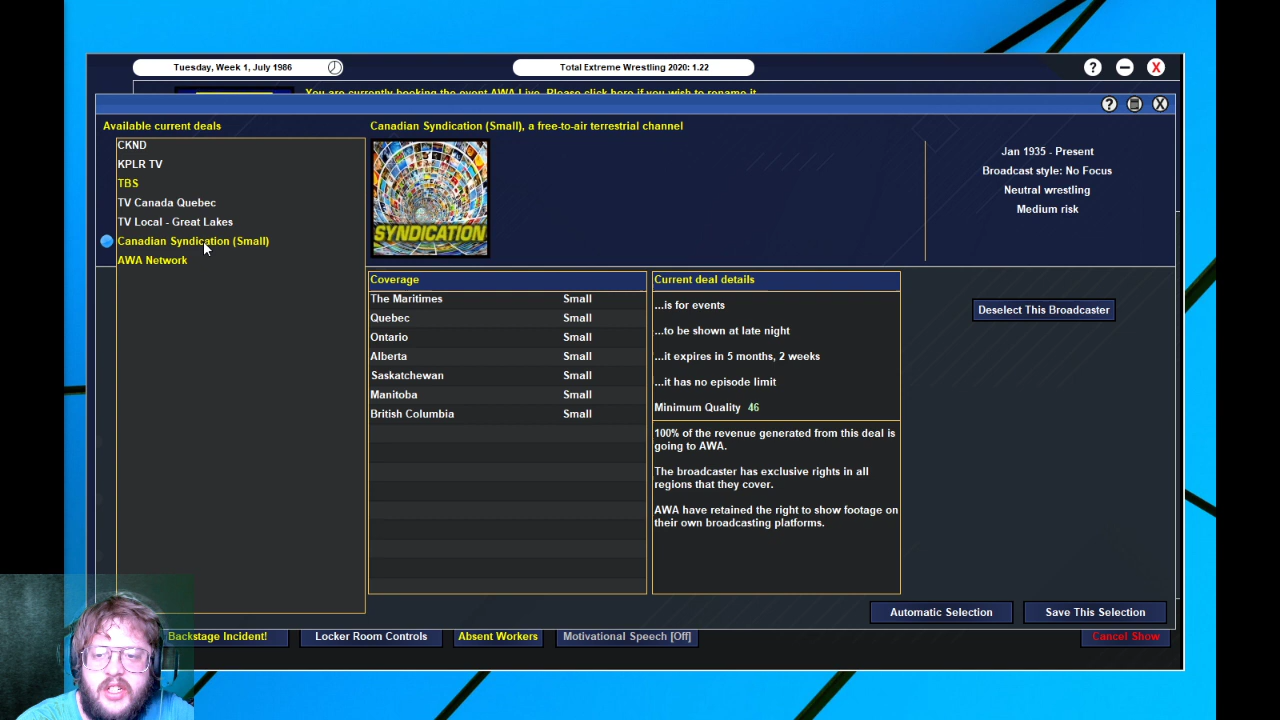 Tuesday, Week 1, July 1986
Total Extreme Wrestling 2020: 1.22
? – X
You are currently booking the event AWA Live. Please click here if you wish to rename it.
? X
Available current deals
CKND
KPLR TV
TBS
TV Canada Quebec
TV Local - Great Lakes
Canadian Syndication (Small)
AWA Network
Canadian Syndication (Small), a free-to-air terrestrial channel
SYNDICATION
Jan 1935 - Present
Broadcast style: No Focus
Neutral wrestling
Medium risk
Coverage
The Maritimes Small
Quebec Small
Ontario Small
Alberta Small
Saskatchewan Small
Manitoba Small
British Columbia Small
Current deal details
...is for events
...to be shown at late night
...it expires in 5 months, 2 weeks
...it has no episode limit
Minimum Quality 46
100% of the revenue generated from this deal is
going to AWA.
The broadcaster has exclusive rights in all
regions that they cover.
AWA have retained the right to show footage on
their own broadcasting platforms.
Deselect This Broadcaster
Automatic Selection
Save This Selection
Backstage Incident!
Locker Room Controls
Absent Workers
Motivational Speech [Off]
Cancel Show